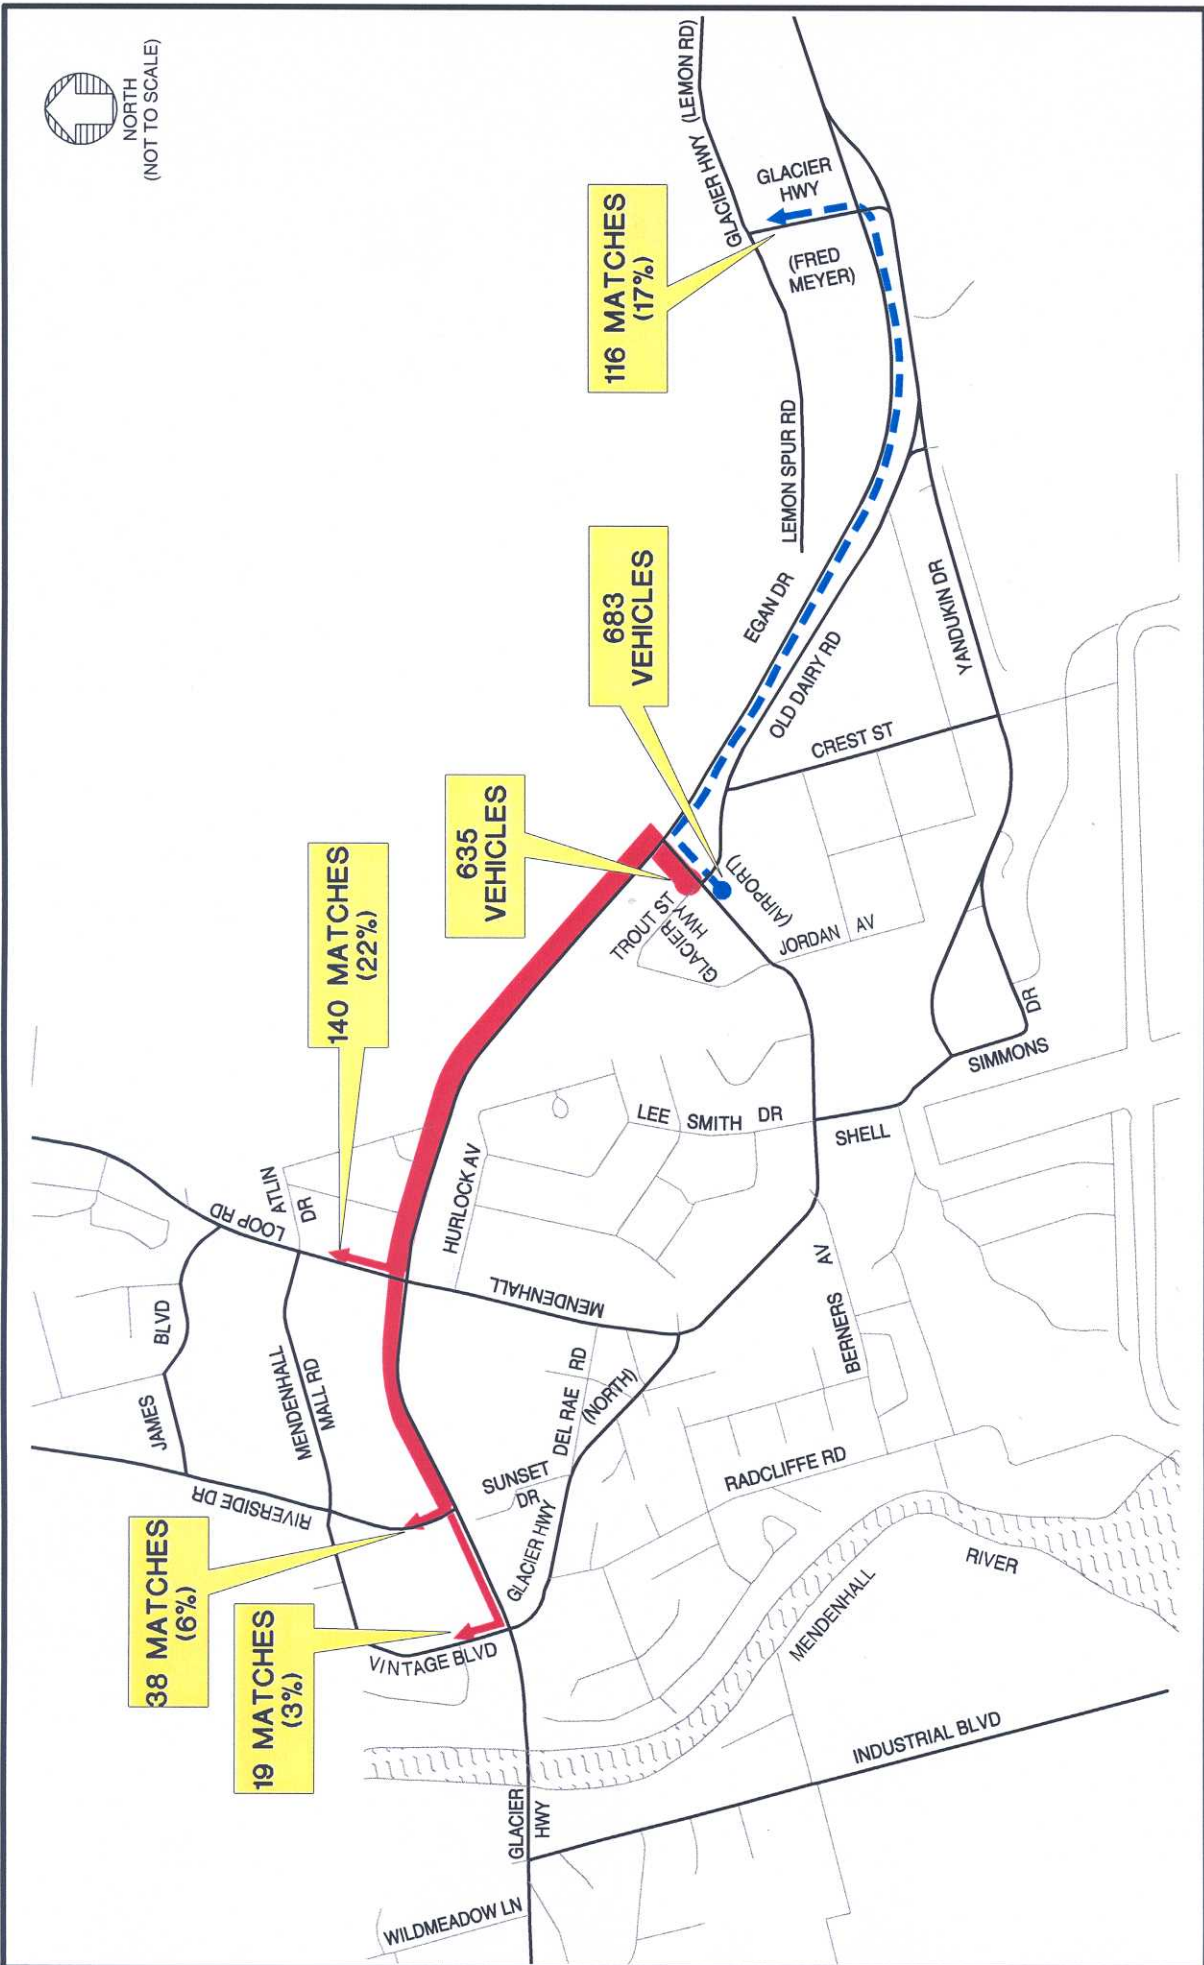 NORTH
(NOT TO SCALE)
GLACIER HWY (LEMON RD)
GLACIER
HWY
(FRED
MEYER)
116 MATCHES
(17%)
LEMON SPUR RD
683
VEHICLES
EGAN DR
OLD DAIRY RD
YANDUKIN DR
CREST ST
635
VEHICLES
140 MATCHES
(22%)
TROUT ST
GLACIER
HWY
(AIRPORT)
JORDAN AV
SIMMONS
DR
SHELL
LEE SMITH DR
HURLOCK AV
ATLIN
DR
LOOP RD
MENDENHALL
BERNERS AV
JAMES BLVD
MENDENHALL
MALL RD
RIVERSIDE DR
DEL RAE RD
(NORTH)
SUNSET
DR
GLACIER HWY
RADCLIFFE RD
38 MATCHES
(6%)
19 MATCHES
(3%)
VINTAGE BLVD
MENDENHALL
RIVER
INDUSTRIAL BLVD
GLACIER
HWY
WILDMEADOW LN